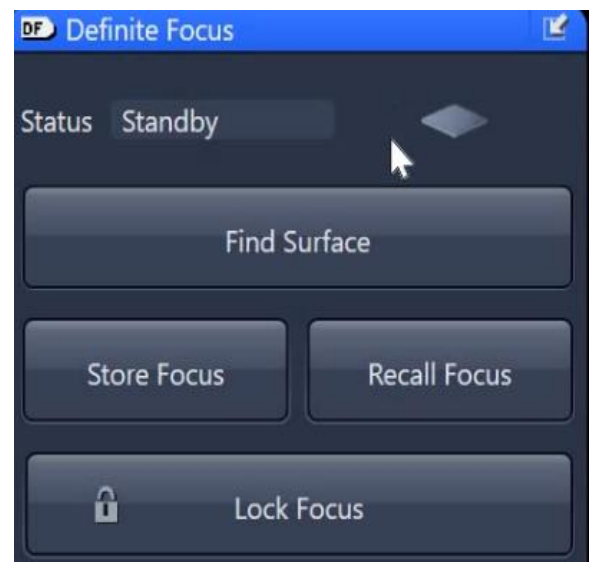 DF Definite Focus
Status Standby
Find Surface
Store Focus Recall Focus
Lock Focus